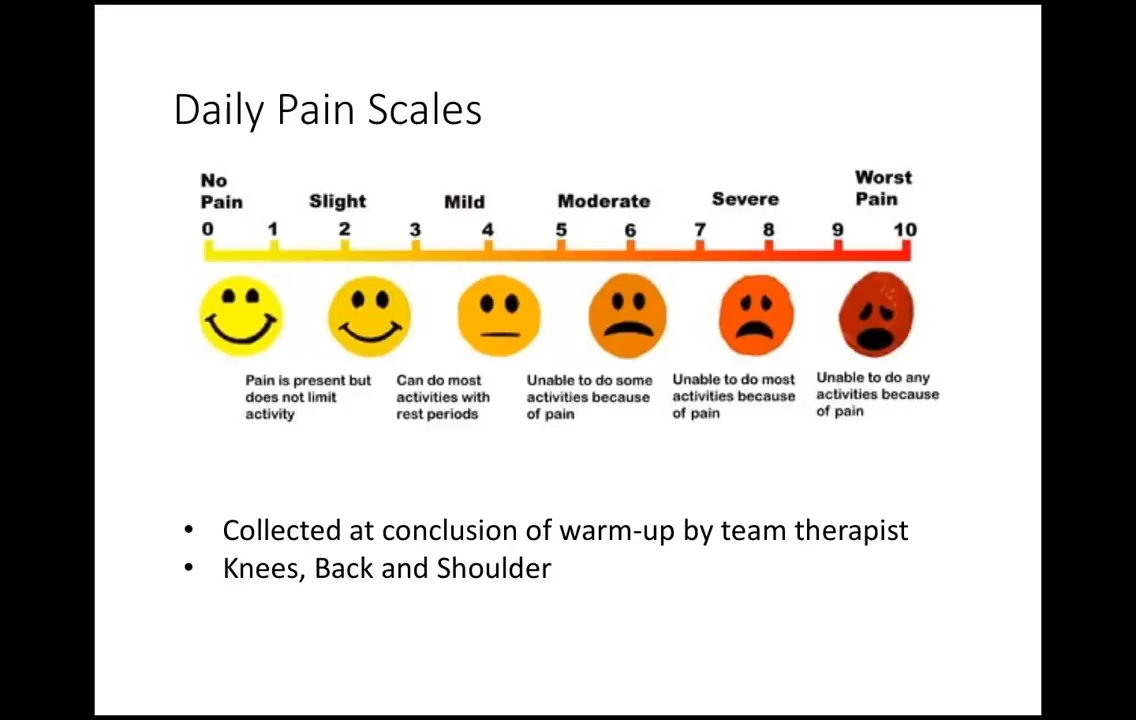 Daily Pain Scales
No
Pain
Slight
Mild
Moderate
Severe
Worst
Pain
0 1 2 3 4 5 6 7 8 9 10
Pain is present but
does not limit
activity
Can do most
activities with
rest periods
Unable to do some
activities because
of pain
Unable to do most
activities because
of pain
Unable to do any
activities because
of pain
• Collected at conclusion of warm-up by team therapist
• Knees, Back and Shoulder